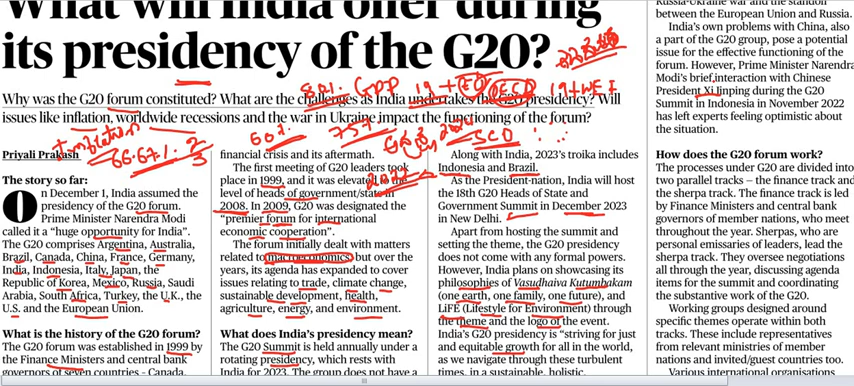 What will India offer during
its presidency of the G20?
Why was the G20 forum constituted? What are the challenges as India undertakes the G20 presidency? Will
issues like inflation, worldwide recessions and the war in Ukraine impact the functioning of the forum?
GDP 19+ EU 19+WEI
60% 75%
66.67% 2/3
Priyali Prakash
The story so far:
On December 1, India assumed the
presidency of the G20 forum.
Prime Minister Narendra Modi
called it a “huge opportunity for India”.
The G20 comprises Argentina, Australia,
Brazil, Canada, China, France, Germany,
India, Indonesia, Italy, Japan, the
Republic of Korea, Mexico, Russia, Saudi
Arabia, South Africa, Turkey, the U.K., the
U.S. and the European Union.
What is the history of the G20 forum?
The G20 forum was established in 1999 by
the Finance Ministers and central bank
governors of seven countries – Canada,
financial crisis and its aftermath.
The first meeting of G20 leaders took
place in 1999, and it was elevated to the
level of heads of government/state in
2008. In 2009, G20 was designated the
“premier forum for international
economic cooperation”.
The forum initially dealt with matters
related to macroeconomics, but over the
years, its agenda has expanded to cover
issues relating to trade, climate change,
sustainable development, health,
agriculture, energy, and environment.
What does India’s presidency mean?
The G20 Summit is held annually under a
rotating presidency, which rests with
India for 2023. The group does not have a
Along with India, 2023’s troika includes
Indonesia and Brazil.
As the President-nation, India will host
the 18th G20 Heads of State and
Government Summit in December 2023
in New Delhi.
Apart from hosting the summit and
setting the theme, the G20 presidency
does not come with any formal powers.
However, India plans on showcasing its
philosophies of Vasudhaiva Kutumbakam
(one earth, one family, one future), and
LiFE (Lifestyle for Environment) through
the theme and the logo of the event.
India’s G20 presidency is “striving for just
and equitable growth for all in the world,
as we navigate through these turbulent
times, in a sustainable, holistic,
Russia-Ukraine war and the standoff
between the European Union and Russia.
India’s own problems with China, also
a part of the G20 group, pose a potential
issue for the effective functioning of the
forum. However, Prime Minister Narendra
Modi’s brief interaction with Chinese
President Xi Jinping during the G20
Summit in Indonesia in November 2022
has left experts feeling optimistic about
the situation.
How does the G20 forum work?
The processes under G20 are divided into
two parallel tracks – the finance track and
the sherpa track. The finance track is led
by Finance Ministers and central bank
governors of member nations, who meet
throughout the year. Sherpas, who are
personal emissaries of leaders, lead the
sherpa track. They oversee negotiations
all through the year, discussing agenda
items for the summit and coordinating
the substantive work of the G20.
Working groups designed around
specific themes operate within both
tracks. These include representatives
from relevant ministries of member
nations and invited/guest countries too.
Various international organisations